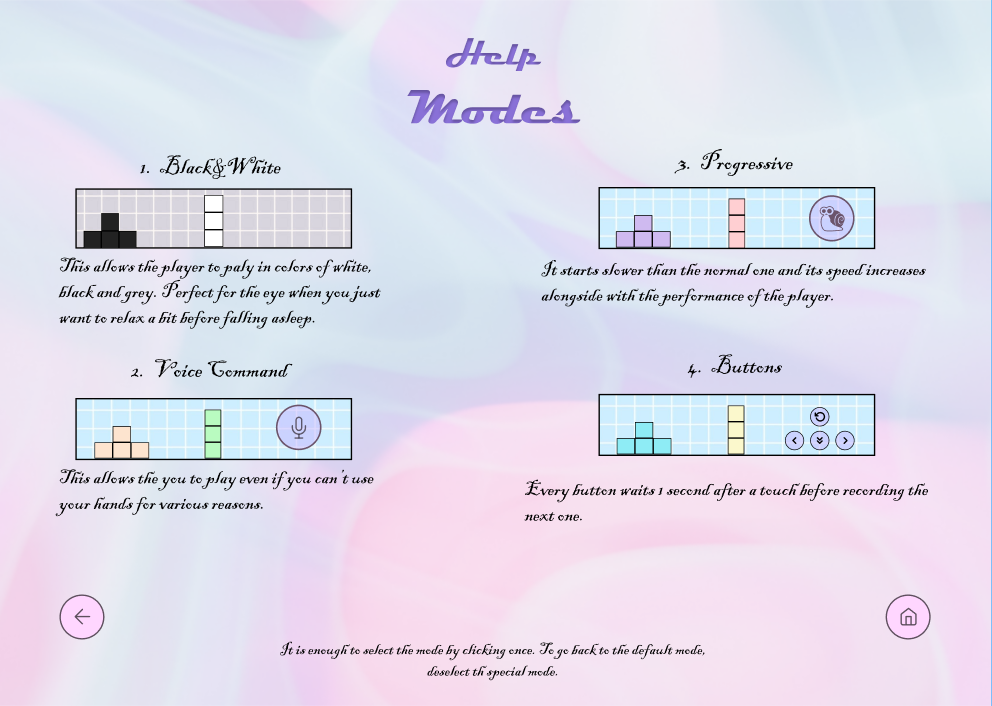 Help
Modes
1. Black&White
This allows the player to paly in colors of white,
black and grey. Perfect for the eye when you just
want to relax a bit before falling asleep.
2. Voice Command
This allows the you to play even if you can't use
your hands for various reasons.
3. Progressive
It starts slower than the normal one and its speed increases
alongside with the performance of the player.
4. Buttons
Every button waits 1 second after a touch before recording the
next one.
It is enough to select the mode by clicking once. To go back to the default mode,
deselect th special mode.